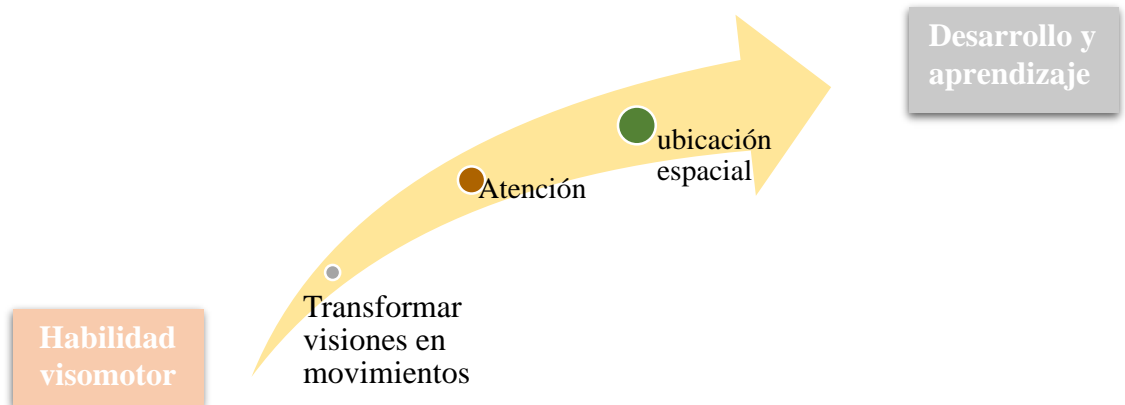 Habilidad
visomotor
Transformar
visiones en
movimientos
Atención
ubicación
espacial
Desarrollo y
aprendizaje